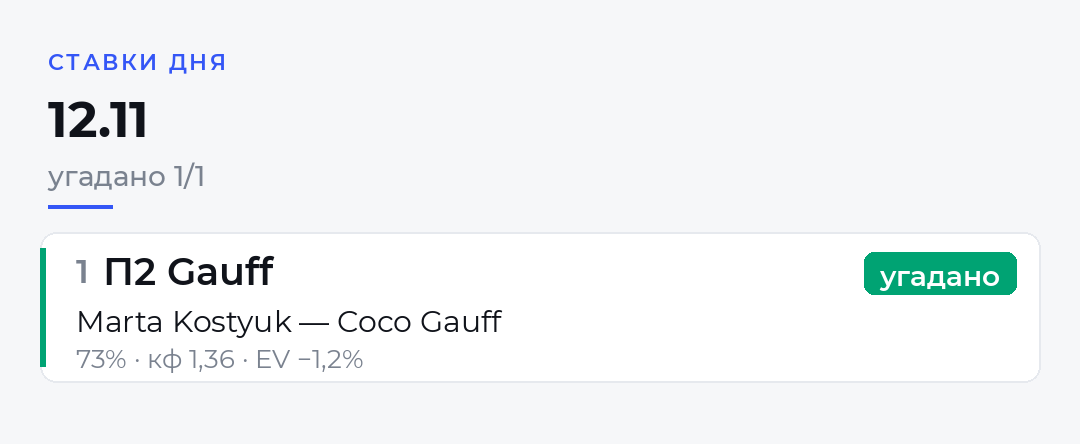 СТАВКИ ДНЯ
12.11
угадано 1/1
1 П2 Gauff
угадано
Marta Kostyuk — Coco Gauff
73% · кф 1,36 · EV −1,2%